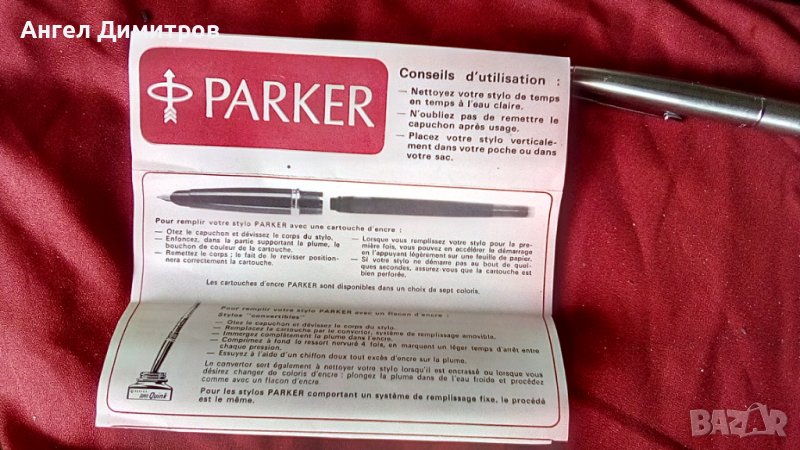 Ангел Димитров
PARKER
Conseils d'utilisation :
— Nettoyez votre stylo de temps
en temps à l'eau claire.
— N'oubliez pas de remettre le
capuchon après usage.
— Placez votre stylo verticale-
ment dans votre poche ou dans
votre sac.
Pour remplir votre stylo PARKER avec une cartouche d'encre :
— Otez le capuchon et dévissez le corps du stylo.
— Enfoncez, dans la partie supportant la plume, le
bouchon de couleur de la cartouche.
— Remettez le corps ; le fait de le revisser position-
nera correctement la cartouche.
— Lorsque vous remplissez votre stylo pour la pre-
mière fois, vous pouvez en accélérer le démarrage
en l'appuyant légèrement sur une feuille de papier.
— Si votre stylo ne démarre pas au bout de quel-
ques secondes, assurez-vous que la cartouche est
bien perforée.
Les cartouches d'encre PARKER sont disponibles dans un choix de sept coloris.
Pour remplir votre stylo PARKER avec un flacon d'encre :
Stylos "convertibles"
— Otez le capuchon et dévissez le corps du stylo.
— Remplacez la cartouche par le convertor, système de remplissage amovible.
— Immergez complètement la plume dans l'encre.
— Comprimez à fond le ressort nervuré 4 fois, en marquant un léger temps d'arrêt entre
chaque pression.
— Essuyez à l'aide d'un chiffon doux tout excès d'encre sur la plume.
Le convertor sert également à nettoyer votre stylo lorsqu'il est encrassé ou lorsque vous
désirez changer de coloris d'encre : plongez la plume dans de l'eau froide et procédez
comme avec un flacon d'encre.
Pour les stylos PARKER comportant un système de remplissage fixe, le procédé
est le même.
Quink
BAZAR